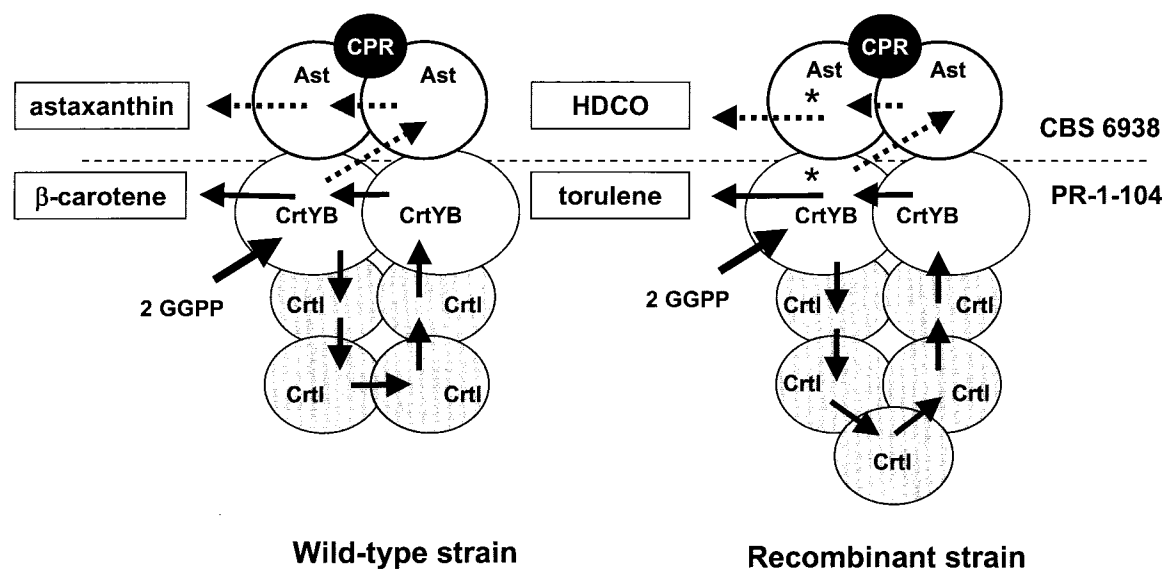 CPR
CPR
Ast
Ast
Ast
Ast
*
astaxanthin
HDCO
CBS 6938
*
β-carotene
torulene
PR-1-104
CrtYB
CrtYB
CrtYB
CrtYB
2 GGPP
2 GGPP
CrtI
CrtI
CrtI
CrtI
CrtI
CrtI
CrtI
CrtI
CrtI
Wild-type strain
Recombinant strain